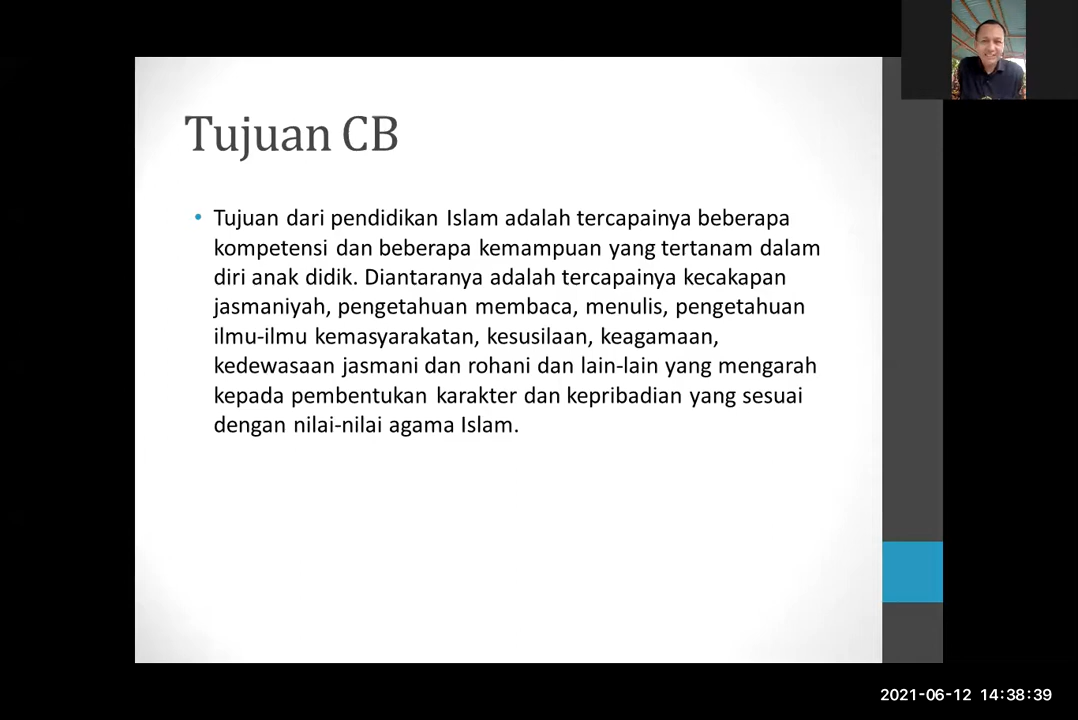 Tujuan CB
• Tujuan dari pendidikan Islam adalah tercapainya beberapa
kompetensi dan beberapa kemampuan yang tertanam dalam
diri anak didik. Diantaranya adalah tercapainya kecakapan
jasmaniyah, pengetahuan membaca, menulis, pengetahuan
ilmu-ilmu kemasyarakatan, kesusilaan, keagamaan,
kedewasaan jasmani dan rohani dan lain-lain yang mengarah
kepada pembentukan karakter dan kepribadian yang sesuai
dengan nilai-nilai agama Islam.
2021-06-12 14:38:39